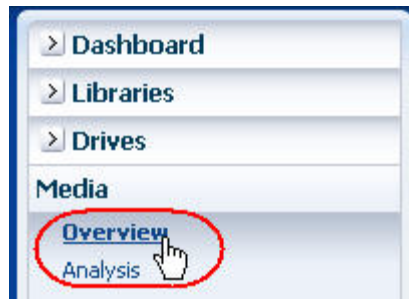 Dashboard
Libraries
Drives
Media
Overview
Analysis